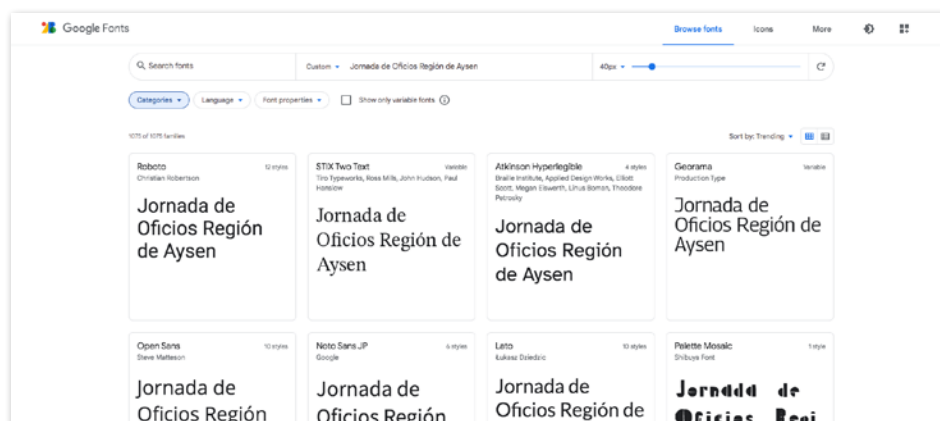 Google Fonts
Browse fonts
Icons
More
Search fonts
Custom
Jornada de Oficios Región de Aysen
40px
Categories
Language
Font properties
Show only variable fonts
1075 of 1075 families
Sort by: Trending
Roboto
12 styles
Christian Robertson
Jornada de
Oficios Región
de Aysen
STIX Two Text
Variable
Tiro Typeworks, Ross Mills, John Hudson, Paul
Hanslow
Jornada de
Oficios Región de
Aysen
Atkinson Hyperlegible
4 styles
Braille Institute, Applied Design Works, Elliott
Scott, Megan Eiswerth, Linus Boman, Theodore
Petrosky
Jornada de
Oficios Región
de Aysen
Georama
Variable
Production Type
Jornada de
Oficios Región de
Aysen
Open Sans
10 styles
Steve Matteson
Jornada de
Oficios Región
Noto Sans JP
6 styles
Google
Jornada de
Oficios Región
Lato
10 styles
Łukasz Dziedzic
Jornada de
Oficios Región de
Palette Mosaic
1 style
Shibuya Font
Jornada de
Oficios Regi